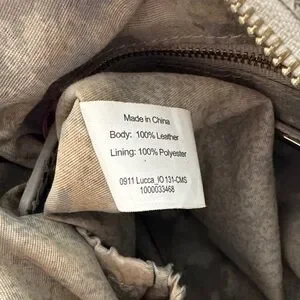 Made in China
Body: 100% Leather
Lining: 100% Polyester
0911 Lucca_IO 131-CMS
1000033468